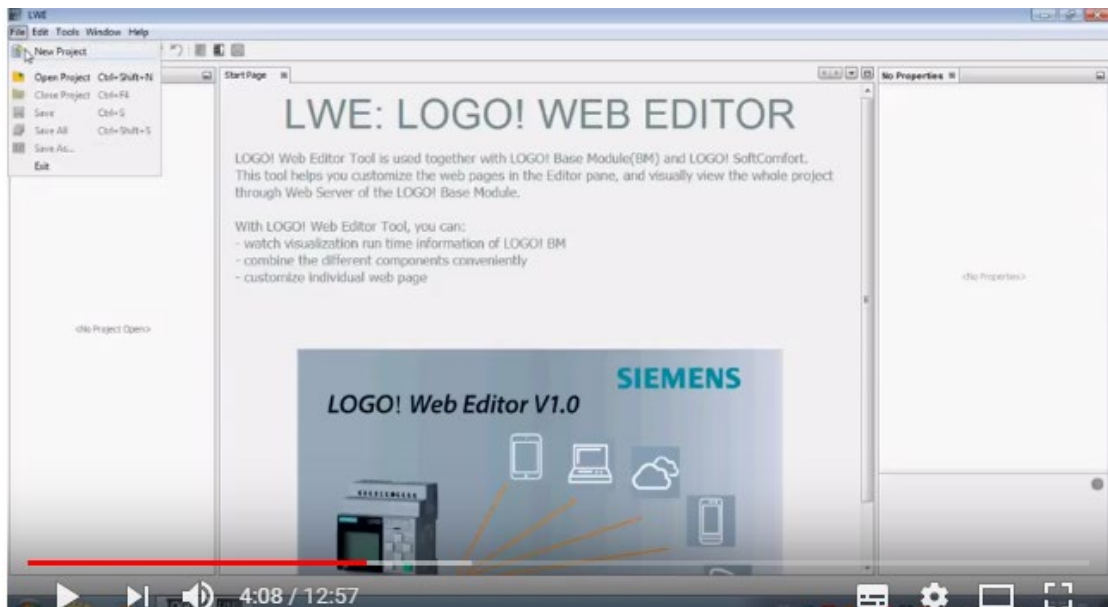 LWE
File Edit Tools Window Help
New Project
Open Project Ctrl+Shift+N
Close Project Ctrl+F4
Save Ctrl+S
Save All Ctrl+Shift+S
Save As...
Exit
<No Project Open>
Start Page
LWE: LOGO! WEB EDITOR
LOGO! Web Editor Tool is used together with LOGO! Base Module(BM) and LOGO! SoftComfort.
This tool helps you customize the web pages in the Editor pane, and visually view the whole project
through Web Server of the LOGO! Base Module.
With LOGO! Web Editor Tool, you can:
- watch visualization run time information of LOGO! BM
- combine the different components conveniently
- customize individual web page
SIEMENS
LOGO! Web Editor V1.0
No Properties
<No Properties>
4:08 / 12:57